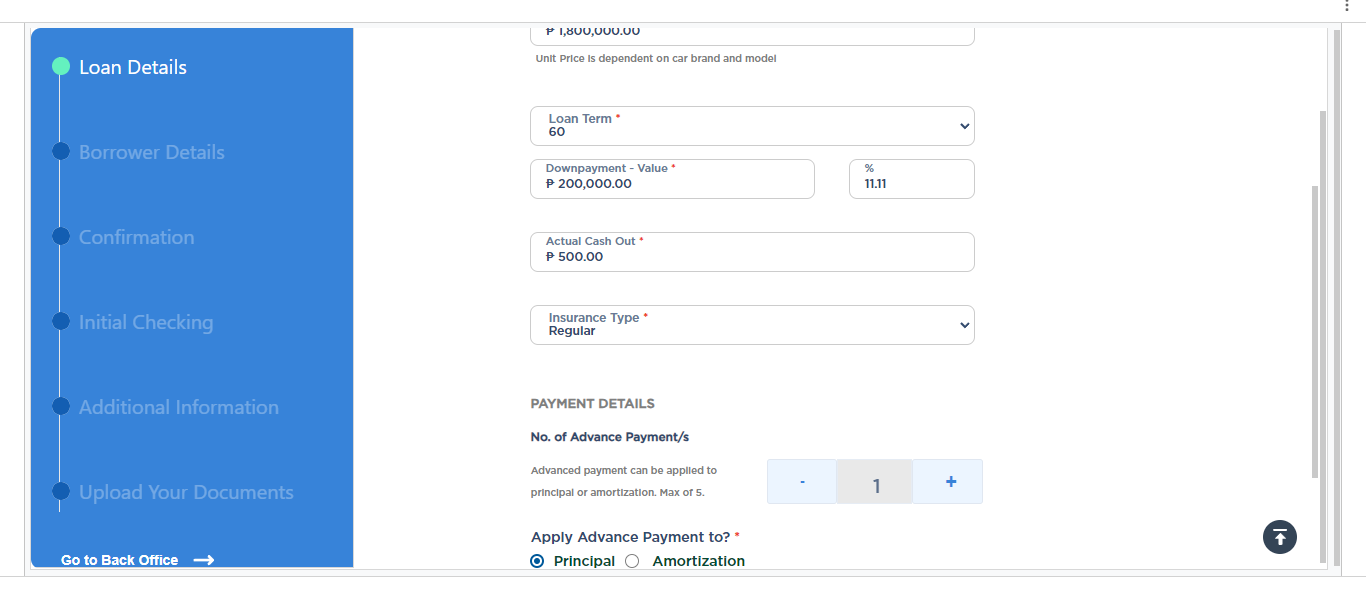 Loan Details
Borrower Details
Confirmation
Initial Checking
Additional Information
Upload Your Documents
Go to Back Office →
₱ 1,800,000.00
Unit Price is dependent on car brand and model
Loan Term *
60
Downpayment - Value *
₱ 200,000.00
%
11.11
Actual Cash Out *
₱ 500.00
Insurance Type *
Regular
PAYMENT DETAILS
No. of Advance Payment/s
Advanced payment can be applied to
principal or amortization. Max of 5.
- 1 +
Apply Advance Payment to? *
Principal Amortization